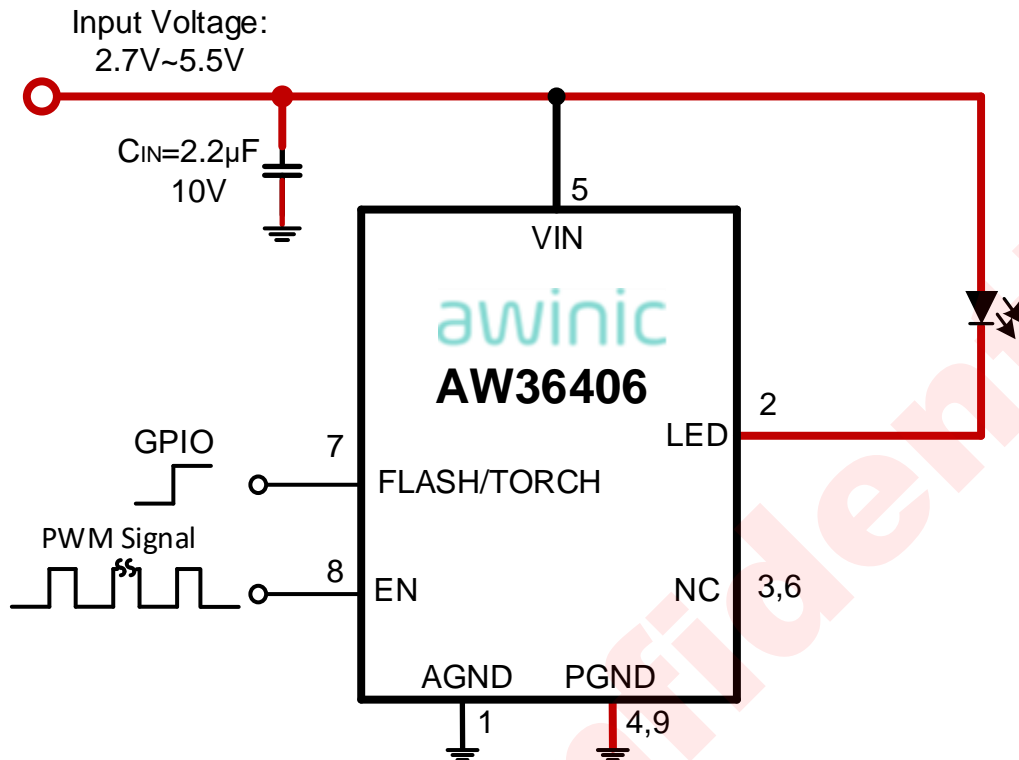 Input Voltage:
2.7V~5.5V
CIN=2.2µF
10V
5
VIN
awinic
AW36406
2
LED
GPIO
7
FLASH/TORCH
PWM Signal
8
EN
NC
3,6
AGND
PGND
1
4,9